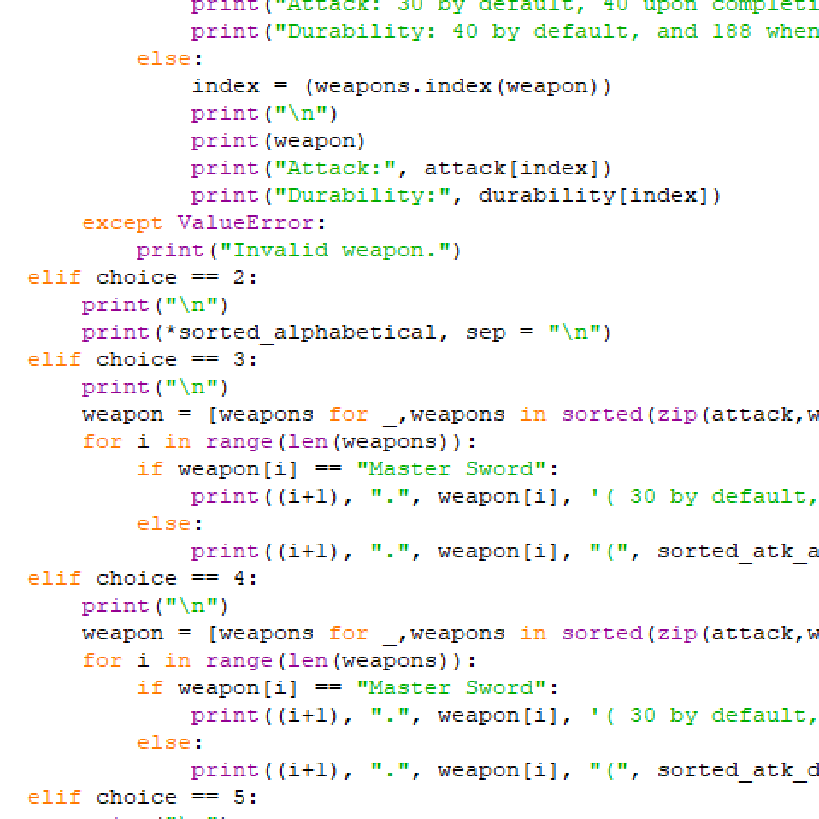 print("Attack: 30 by default, 40 upon completi
print("Durability: 40 by default, and 188 when
else:
index = (weapons.index(weapon))
print("\n")
print(weapon)
print("Attack:", attack[index])
print("Durability:", durability[index])
except ValueError:
print("Invalid weapon.")
elif choice == 2:
print("\n")
print(*sorted_alphabetical, sep = "\n")
elif choice == 3:
print("\n")
weapon = [weapons for _,weapons in sorted(zip(attack,w
for i in range(len(weapons)):
if weapon[i] == "Master Sword":
print((i+1), ".", weapon[i], '( 30 by default,
else:
print((i+1), ".", weapon[i], "(", sorted_atk_a
elif choice == 4:
print("\n")
weapon = [weapons for _,weapons in sorted(zip(attack,w
for i in range(len(weapons)):
if weapon[i] == "Master Sword":
print((i+1), ".", weapon[i], '( 30 by default,
else:
print((i+1), ".", weapon[i], "(", sorted_atk_d
elif choice == 5: